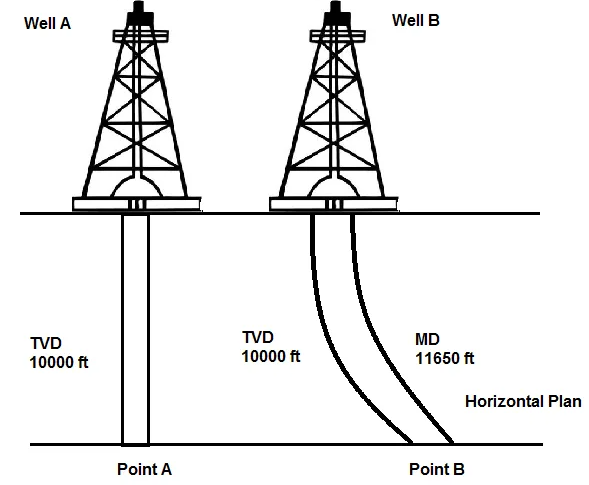 Well A
Well B
TVD
10000 ft
TVD
10000 ft
MD
11650 ft
Horizontal Plan
Point A
Point B